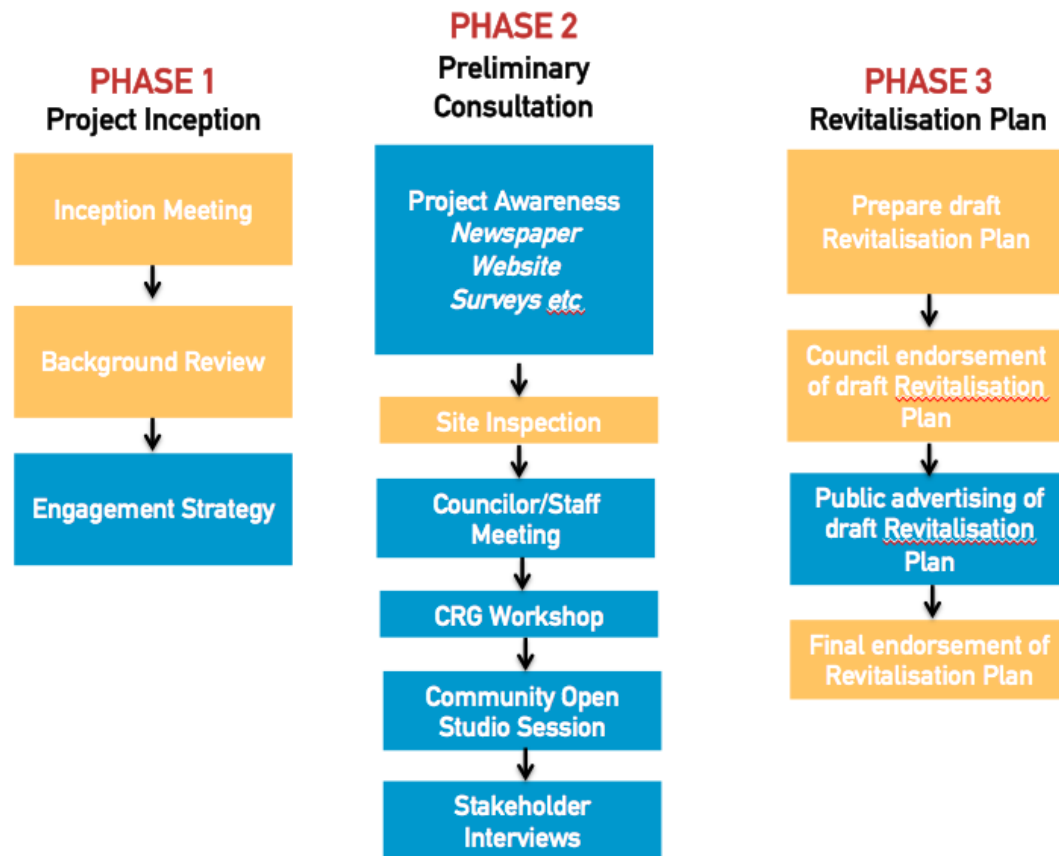 PHASE 1
Project Inception
Inception Meeting
Background Review
Engagement Strategy
PHASE 2
Preliminary
Consultation
Project Awareness
Newspaper
Website
Surveys etc
Site Inspection
Councilor/Staff
Meeting
CRG Workshop
Community Open
Studio Session
Stakeholder
Interviews
PHASE 3
Revitalisation Plan
Prepare draft
Revitalisation Plan
Council endorsement
of draft Revitalisation
Plan
Public advertising of
draft Revitalisation
Plan
Final endorsement of
Revitalisation Plan